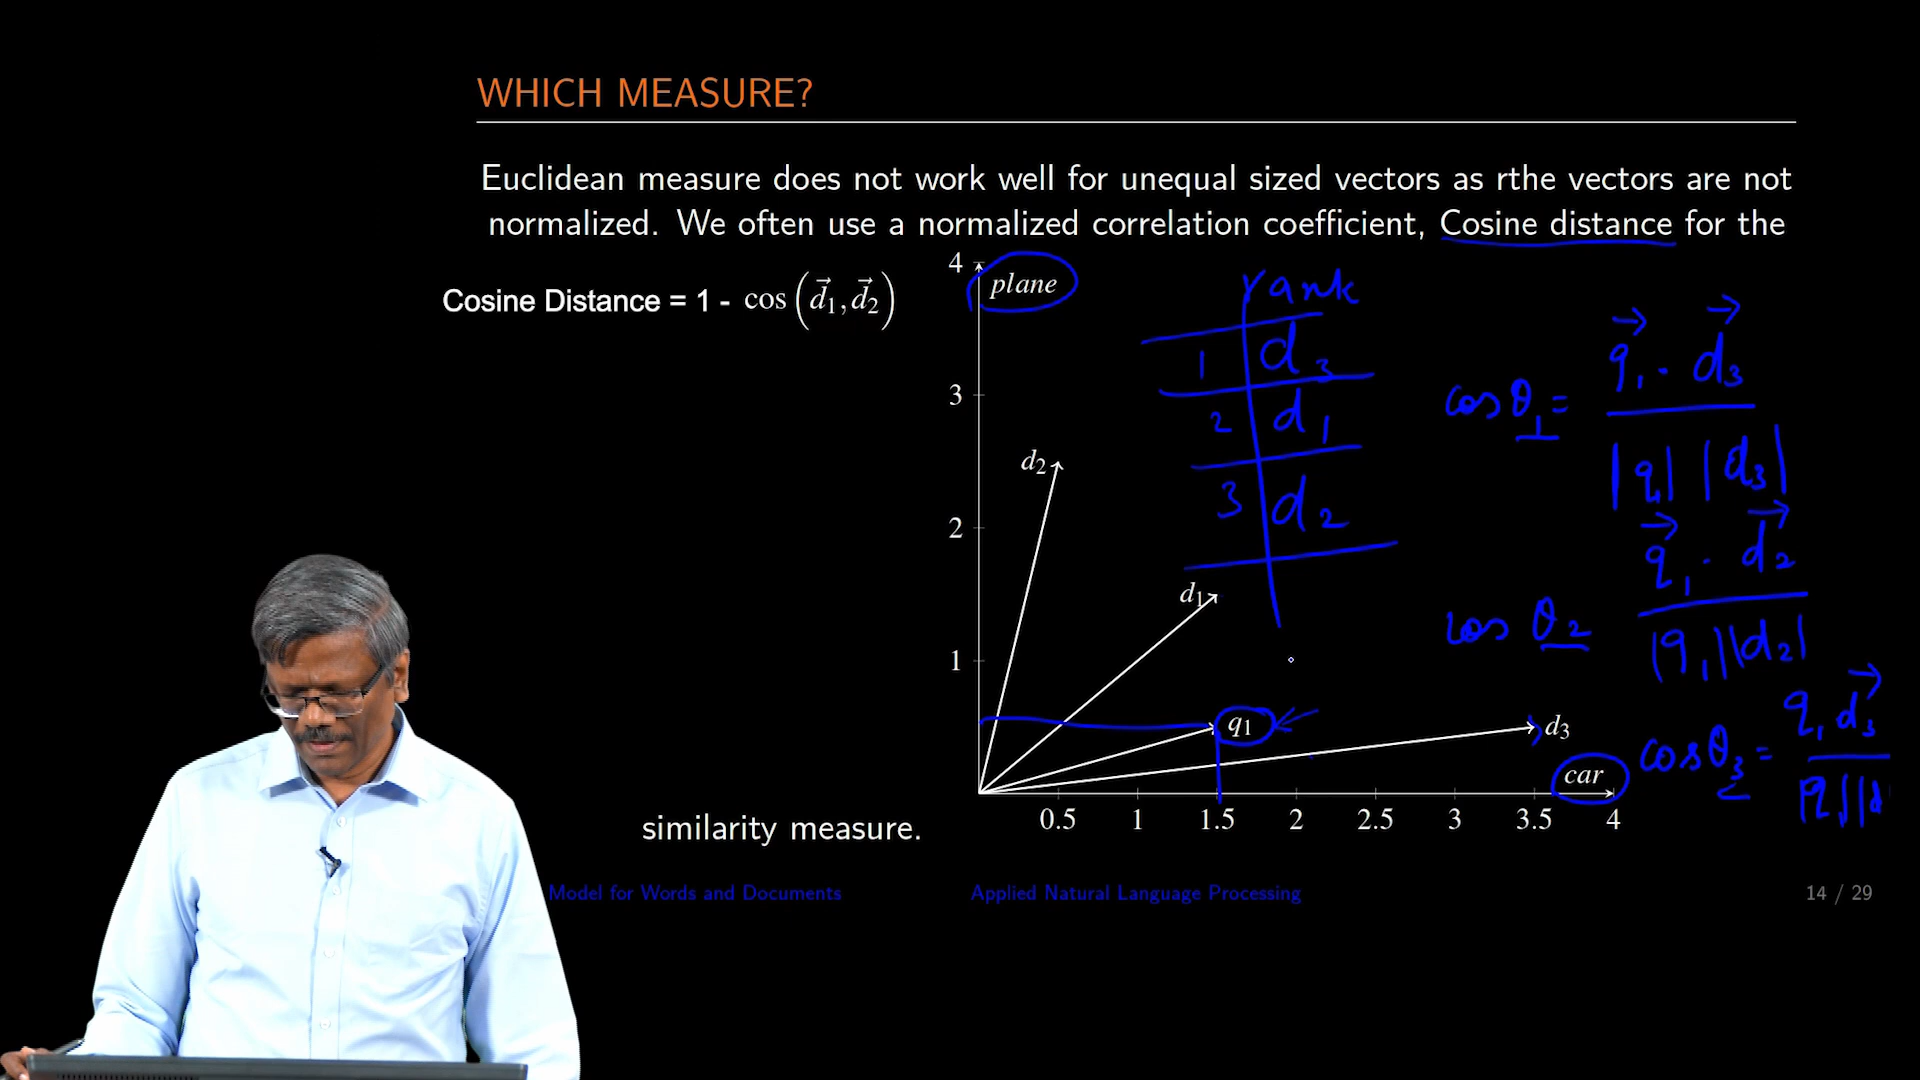 WHICH MEASURE?
Euclidean measure does not work well for unequal sized vectors as rthe vectors are not
normalized. We often use a normalized correlation coefficient, Cosine distance for the
Cosine Distance = 1 - cos (d⃗₁, d⃗₂)
similarity measure.
4
plane
3
2
1
d₂
d₁
q₁
d₃
car
0.5 1 1.5 2 2.5 3 3.5 4
rank
1 d₃
2 d₁
3 d₂
cos θ₁ = q⃗₁ · d⃗₃
|q₁| |d₃|
cos θ₂ q⃗₁ · d⃗₂
|q₁||d₂|
cos θ₃ = q₁ d⃗₃
Model for Words and Documents
Applied Natural Language Processing
14 / 29